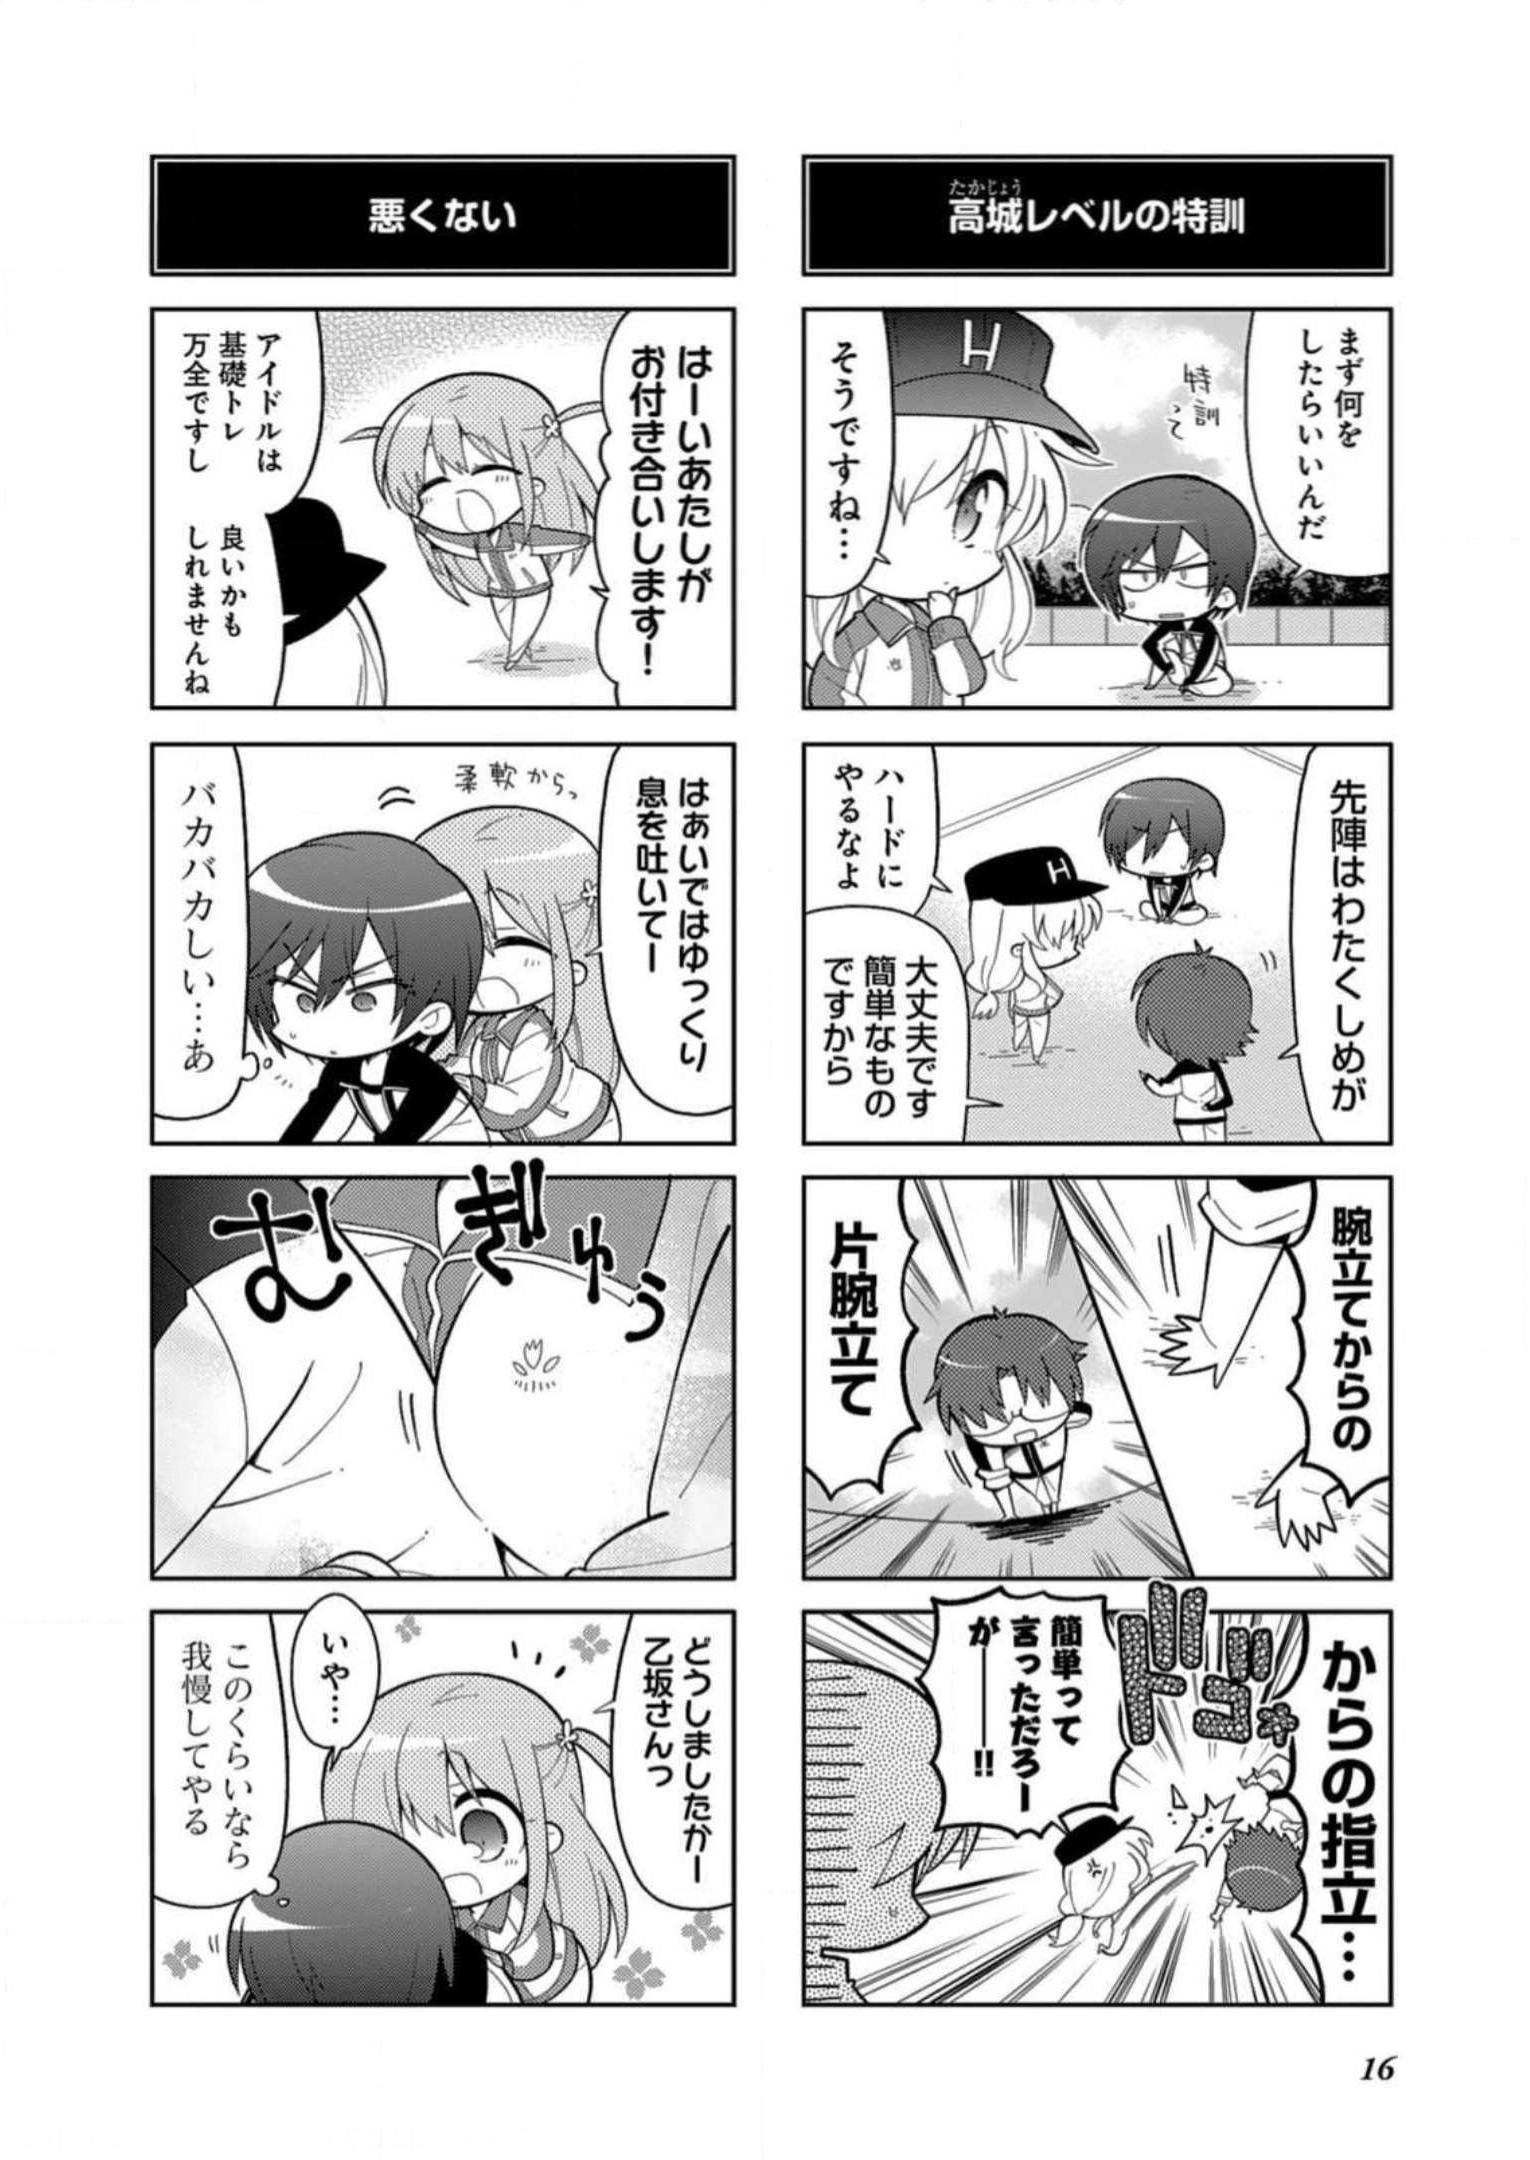 高城レベルの特訓
たかじょう
まず何を
したらいいんだ
特訓
って
H
そうですね…
先陣はわたくしめが
ハードに
やるなよ
H
大丈夫です
簡単なもの
ですから
腕立てからの
片腕立て
からの指立…
ドゴォ
簡単って
言っただろー
がーー!!
悪くない
はーいあたしが
お付き合いします!
アイドルは
基礎トレ
万全ですし
良いかも
しれませんね
はぁいではゆっくり
息を吐いてー
柔軟からっ
バカバカしい…あ
むぎゅぅ
どうしましたかー
乙坂さんっ
いや…
このくらいなら
我慢してやる
16